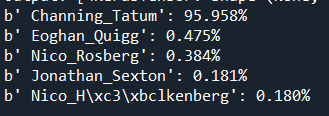 b' Channing_Tatum': 95.958%
b' Eoghan_Quigg': 0.475%
b' Nico_Rosberg': 0.384%
b' Jonathan_Sexton': 0.181%
b' Nico_H\xc3\xbclkenberg': 0.180%